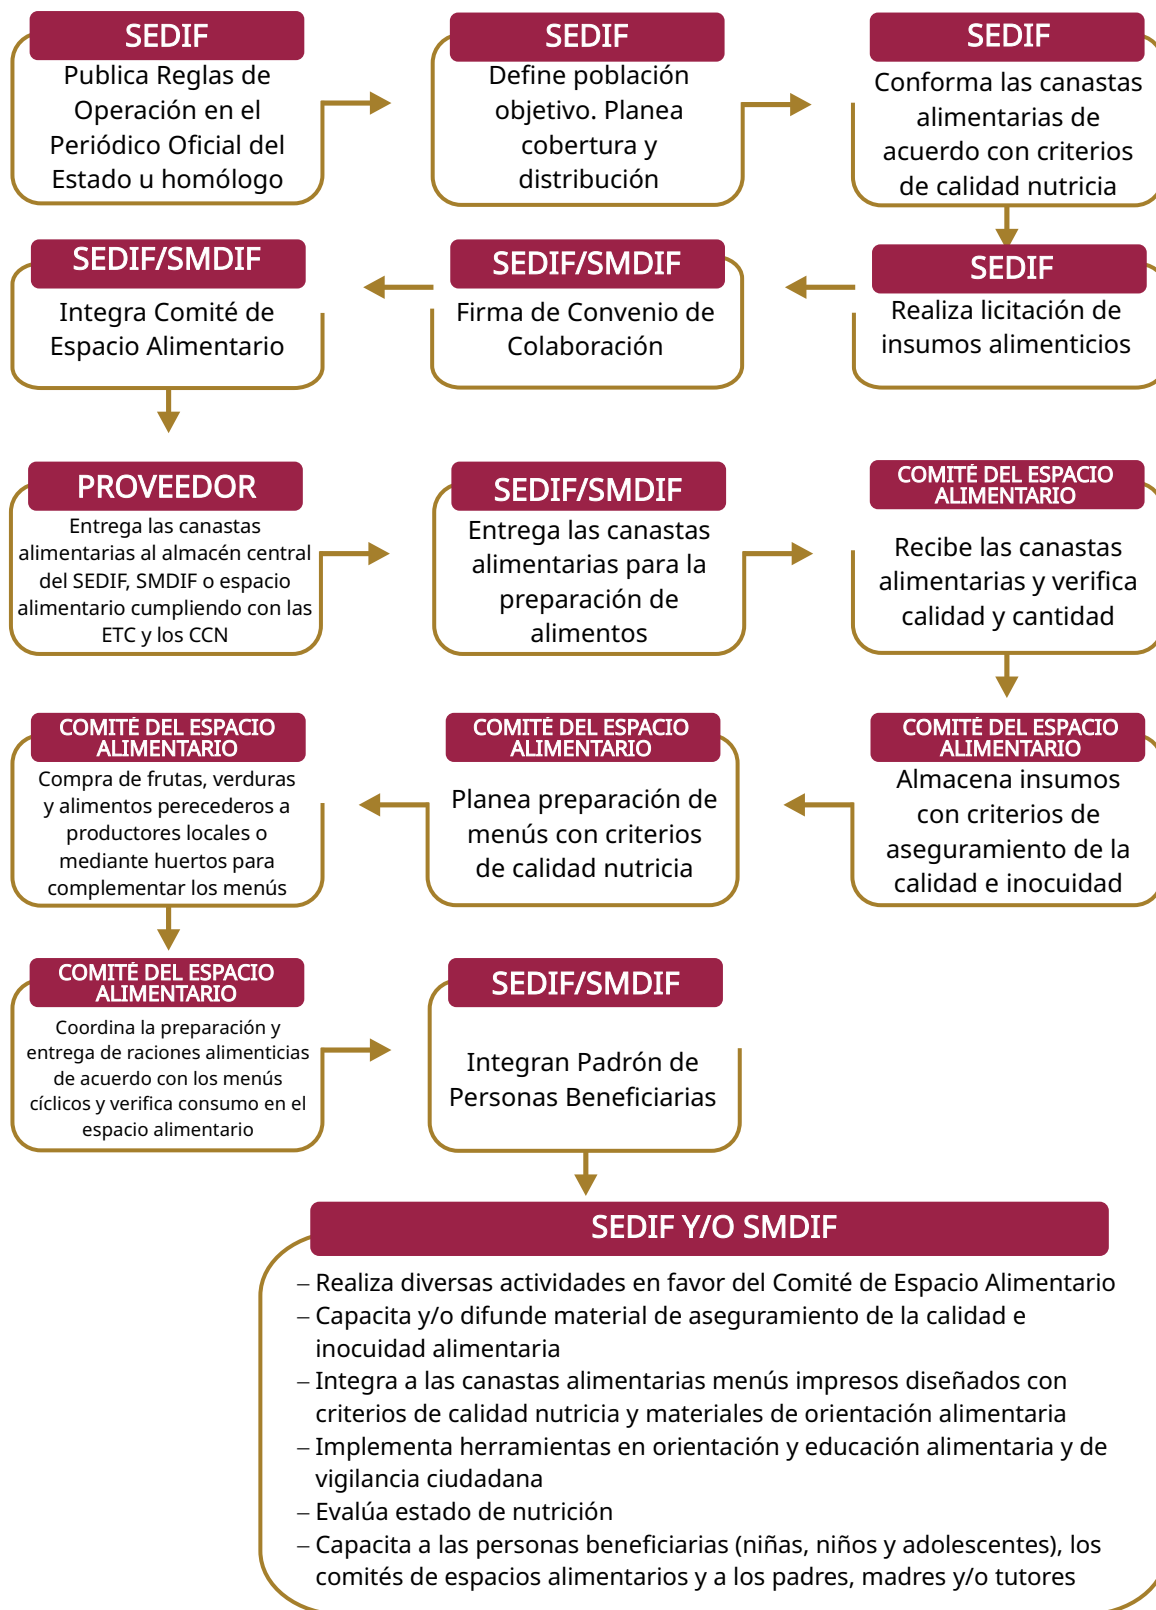 SEDIF
Publica Reglas de
Operación en el
Periódico Oficial del
Estado u homólogo
SEDIF
Define población
objetivo. Planea
cobertura y
distribución
SEDIF
Conforma las canastas
alimentarias de
acuerdo con criterios
de calidad nutricia
SEDIF
Realiza licitación de
insumos alimenticios
SEDIF/SMDIF
Firma de Convenio de
Colaboración
SEDIF/SMDIF
Integra Comité de
Espacio Alimentario
PROVEEDOR
Entrega las canastas
alimentarias al almacén central
del SEDIF, SMDIF o espacio
alimentario cumpliendo con las
ETC y los CCN
SEDIF/SMDIF
Entrega las canastas
alimentarias para la
preparación de
alimentos
COMITÉ DEL ESPACIO
ALIMENTARIO
Recibe las canastas
alimentarias y verifica
calidad y cantidad
COMITÉ DEL ESPACIO
ALIMENTARIO
Almacena insumos
con criterios de
aseguramiento de la
calidad e inocuidad
COMITÉ DEL ESPACIO
ALIMENTARIO
Planea preparación de
menús con criterios
de calidad nutricia
COMITÉ DEL ESPACIO
ALIMENTARIO
Compra de frutas, verduras
y alimentos perecederos a
productores locales o
mediante huertos para
complementar los menús
COMITÉ DEL ESPACIO
ALIMENTARIO
Coordina la preparación y
entrega de raciones alimenticias
de acuerdo con los menús
cíclicos y verifica consumo en el
espacio alimentario
SEDIF/SMDIF
Integran Padrón de
Personas Beneficiarias
SEDIF Y/O SMDIF
– Realiza diversas actividades en favor del Comité de Espacio Alimentario
– Capacita y/o difunde material de aseguramiento de la calidad e
inocuidad alimentaria
– Integra a las canastas alimentarias menús impresos diseñados con
criterios de calidad nutricia y materiales de orientación alimentaria
– Implementa herramientas en orientación y educación alimentaria y de
vigilancia ciudadana
– Evalúa estado de nutrición
– Capacita a las personas beneficiarias (niñas, niños y adolescentes), los
comités de espacios alimentarios y a los padres, madres y/o tutores